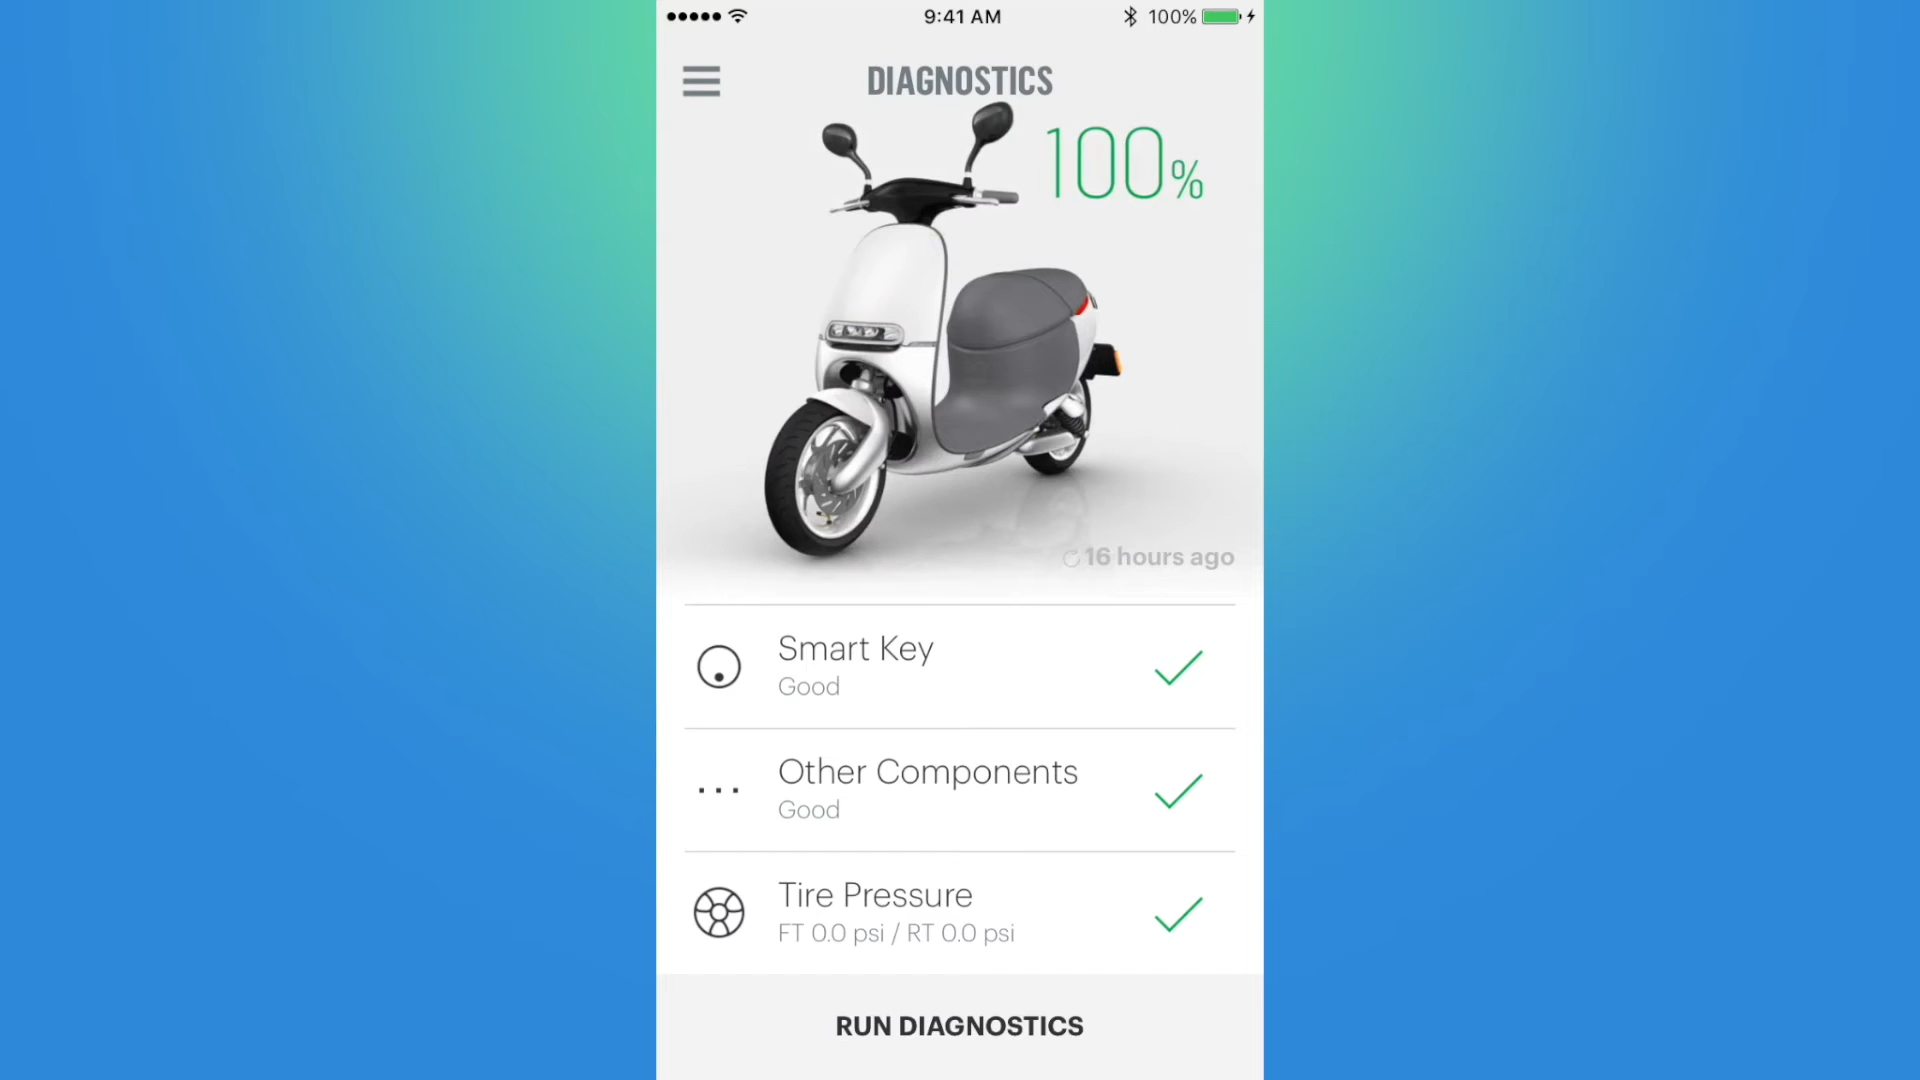 9:41 AM
100%
DIAGNOSTICS
100%
16 hours ago
Smart Key
Good
Other Components
Good
Tire Pressure
FT 0.0 psi / RT 0.0 psi
RUN DIAGNOSTICS